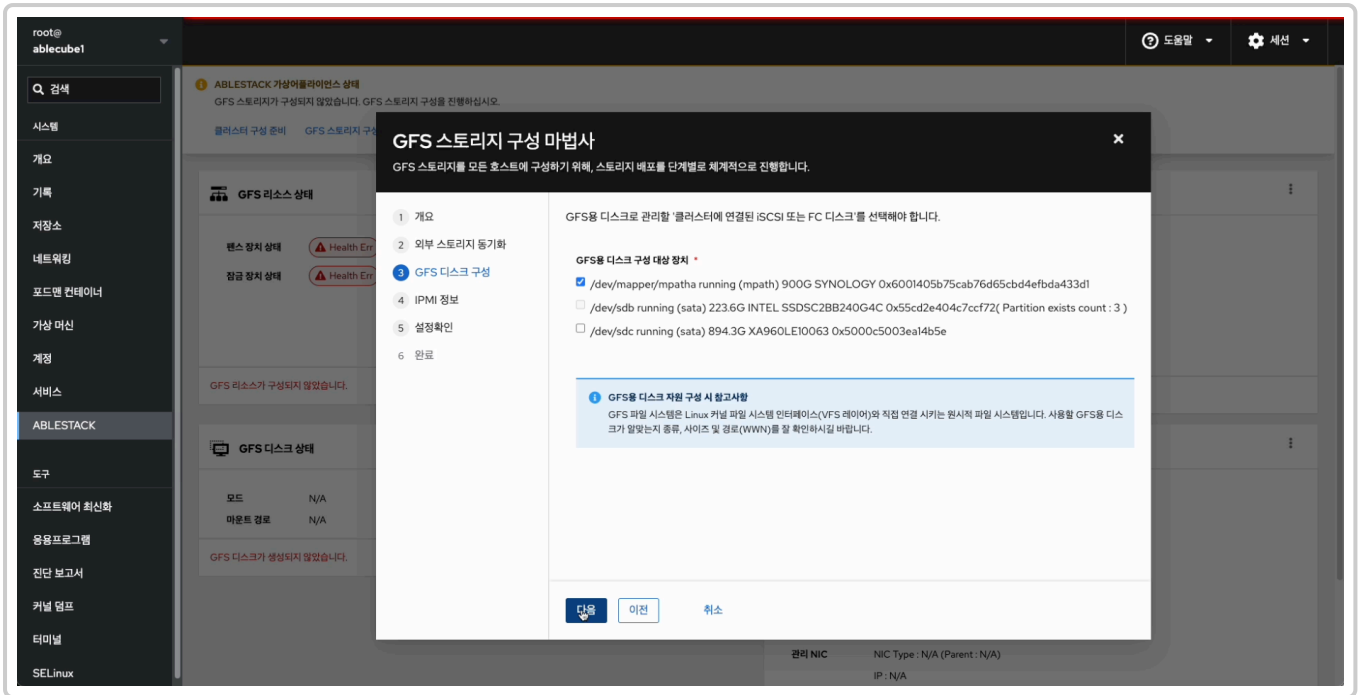 root@
ablecube1
도움말
세션
검색
시스템
개요
기록
저장소
네트워킹
포드맨 컨테이너
가상 머신
계정
서비스
ABLESTACK
도구
소프트웨어 최신화
응용프로그램
진단 보고서
커널 덤프
터미널
SELinux
ABLESTACK 가상어플라이언스 상태
GFS 스토리지가 구성되지 않았습니다. GFS 스토리지 구성을 진행하십시오.
클러스터 구성 준비 GFS 스토리지 구성
GFS 리소스 상태
펜스 장치 상태 Health Err
잠금 장치 상태 Health Err
GFS 리소스가 구성되지 않았습니다.
GFS 디스크 상태
모드 N/A
마운트 경로 N/A
GFS 디스크가 생성되지 않았습니다.
GFS 스토리지 구성 마법사
GFS 스토리지를 모든 호스트에 구성하기 위해, 스토리지 배포를 단계별로 체계적으로 진행합니다.
1 개요
2 외부 스토리지 동기화
3 GFS 디스크 구성
4 IPMI 정보
5 설정확인
6 완료
GFS용 디스크로 관리할 '클러스터에 연결된 iSCSI 또는 FC 디스크'를 선택해야 합니다.
GFS용 디스크 구성 대상 장치 *
/dev/mapper/mpatha running (mpath) 900G SYNOLOGY 0x6001405b75cab76d65cbd4efbda433d1
/dev/sdb running (sata) 223.6G INTEL SSDSC2BB240G4C 0x55cd2e404c7ccf72( Partition exists count : 3 )
/dev/sdc running (sata) 894.3G XA960LE10063 0x5000c5003ea14b5e
GFS용 디스크 자원 구성 시 참고사항
GFS 파일 시스템은 Linux 커널 파일 시스템 인터페이스(VFS 레이어)와 직접 연결 시키는 원시적 파일 시스템입니다. 사용할 GFS용 디스
크가 알맞는지 종류, 사이즈 및 경로(WWN)를 잘 확인하시길 바랍니다.
다음 이전 취소
관리 NIC NIC Type : N/A (Parent : N/A)
IP : N/A